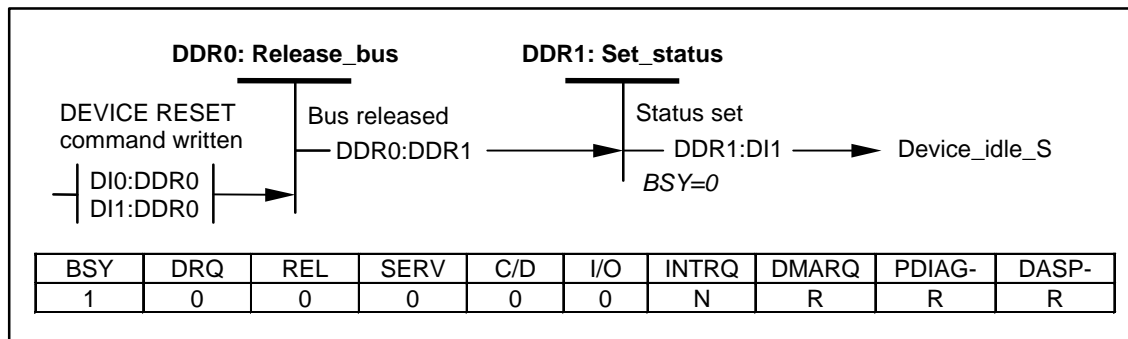 DDR0: Release_bus DDR1: Set_status
DEVICE RESET
command written
Bus released
Status set
DDR0:DDR1
DDR1:DI1
Device_idle_S
BSY=0
DI0:DDR0
DI1:DDR0
BSY DRQ REL SERV C/D I/O INTRQ DMARQ PDIAG- DASP-
1 0 0 0 0 0 N R R R